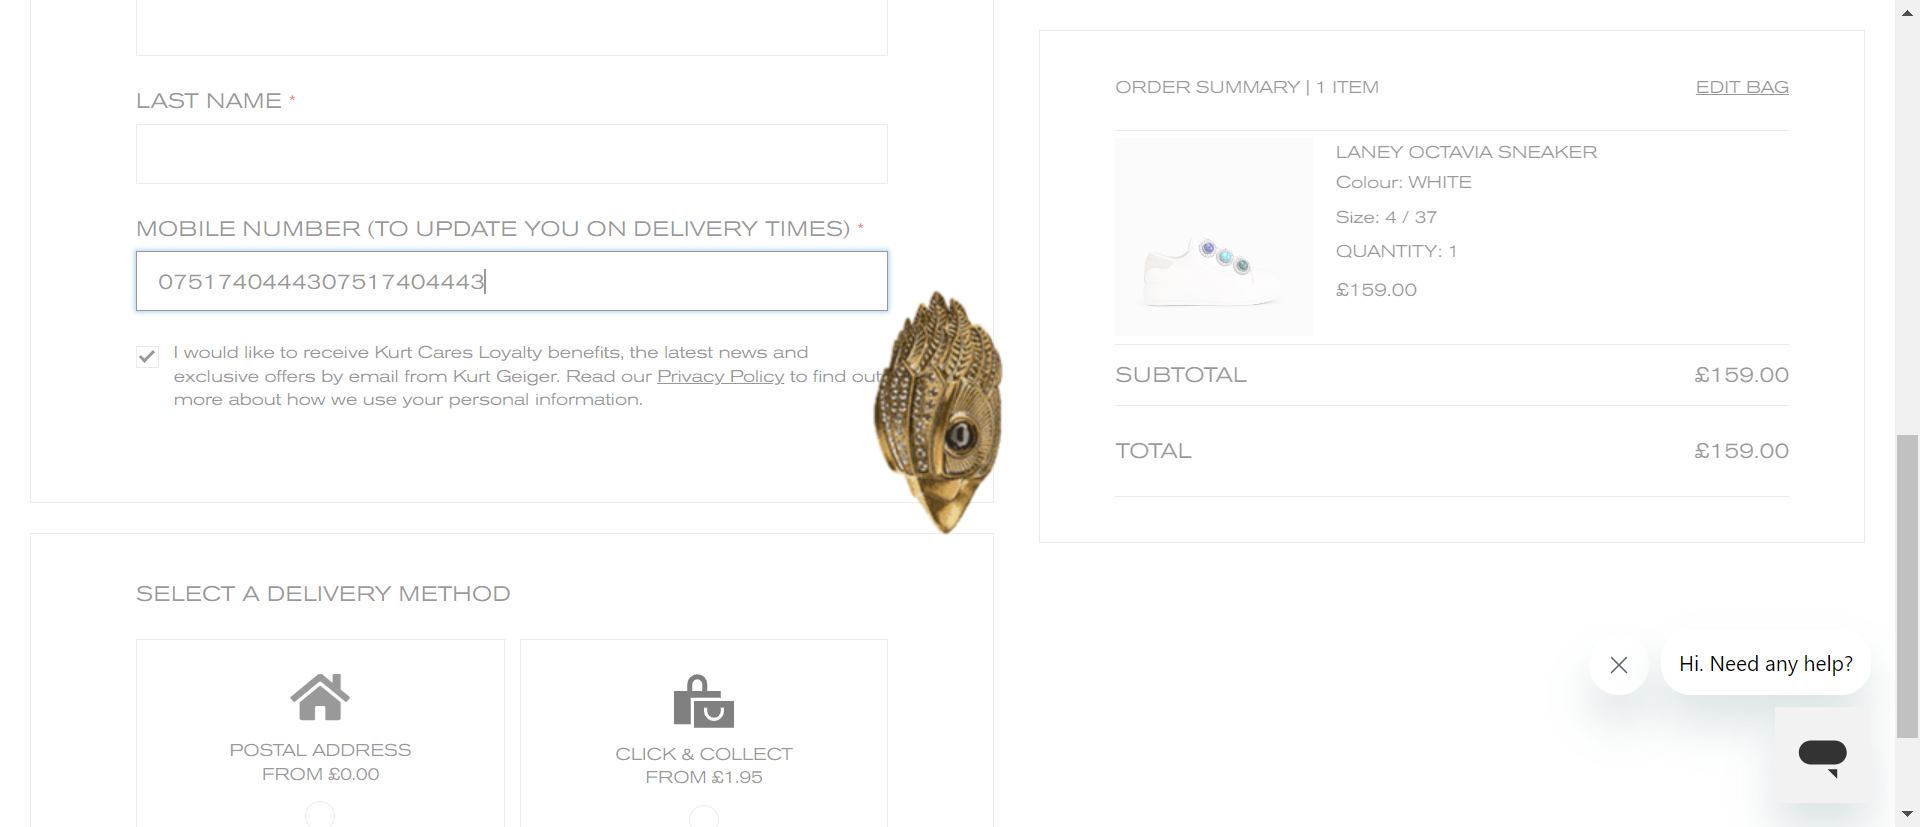 LAST NAME *
MOBILE NUMBER (TO UPDATE YOU ON DELIVERY TIMES) *
0751740444307517404443
I would like to receive Kurt Cares Loyalty benefits, the latest news and
exclusive offers by email from Kurt Geiger. Read our Privacy Policy to find out
more about how we use your personal information.
SELECT A DELIVERY METHOD
POSTAL ADDRESS
FROM £0.00
CLICK & COLLECT
FROM £1.95
ORDER SUMMARY | 1 ITEM
EDIT BAG
LANEY OCTAVIA SNEAKER
Colour: WHITE
Size: 4 / 37
QUANTITY: 1
£159.00
SUBTOTAL
£159.00
TOTAL
£159.00
Hi. Need any help?